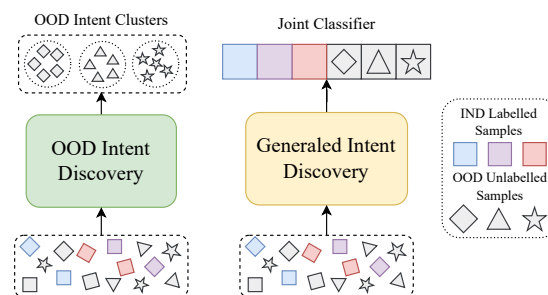 OOD Intent Clusters
Joint Classifier
OOD Intent
Discovery
Generaled Intent
Discovery
IND Labelled
Samples
OOD Unlabelled
Samples